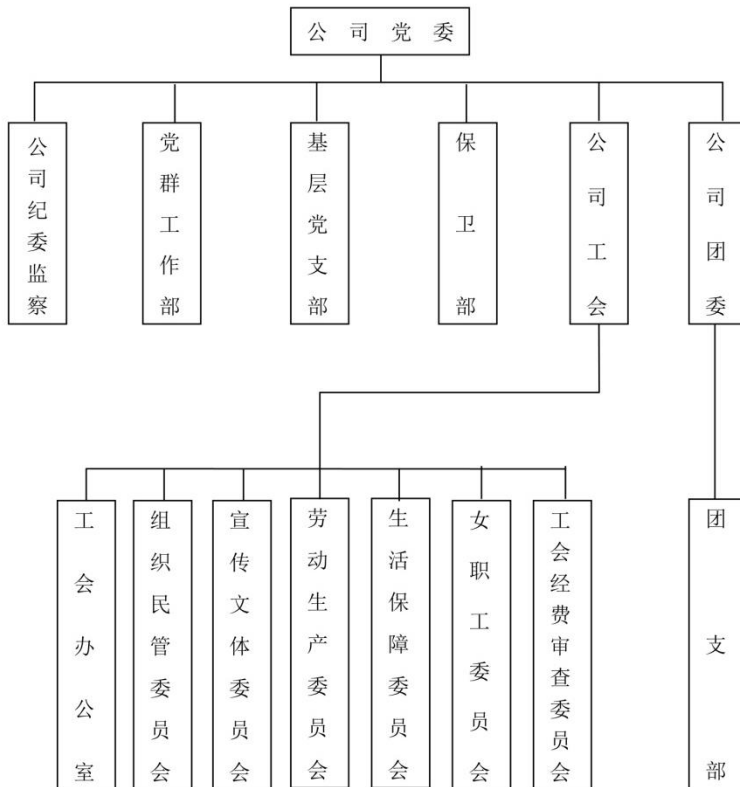 公司党委
公司纪委监察
党群工作部
基层党支部
保卫部
公司工会
公司团委
工会办公室
组织民管委员会
宣传文体委员会
劳动生产委员会
生活保障委员会
女职工委员会
工会经费审查委员会
团支部